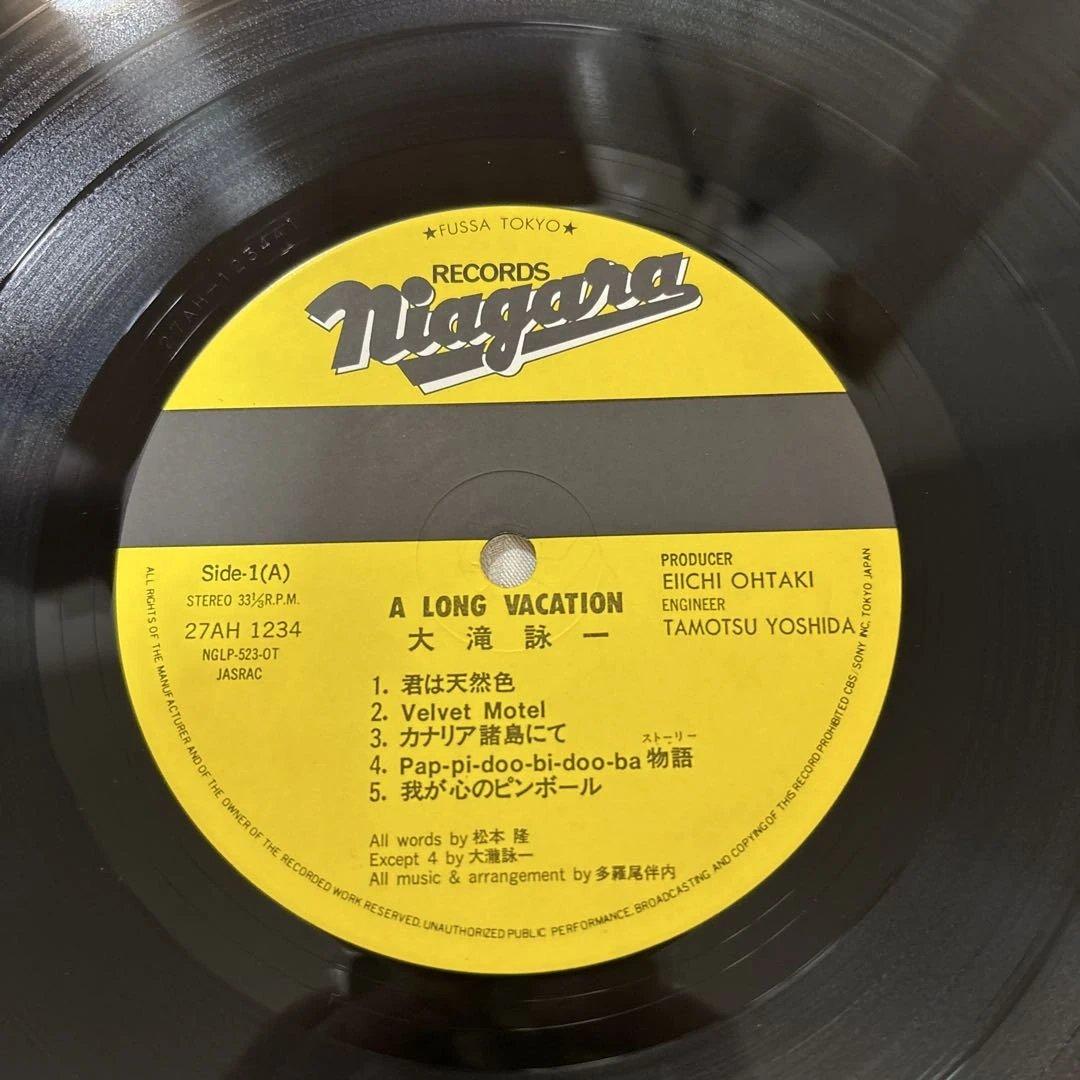 ★FUSSA TOKYO★
RECORDS
Niagara
Side-1(A)
STEREO 33⅓R.P.M.
27AH 1234
NGLP-523-OT
JASRAC
PRODUCER
EIICHI OHTAKI
ENGINEER
TAMOTSU YOSHIDA
A LONG VACATION
大滝詠一
1. 君は天然色
2. Velvet Motel
3. カナリア諸島にて
ストーリー
4. Pap-pi-doo-bi-doo-ba 物語
5. 我が心のピンボール
All words by 松本 隆
Except 4 by 大瀧詠一
All music & arrangement by 多羅尾伴内
ALL RIGHTS OF THE MANUFACTURER AND OF THE OWNER OF THE RECORDED WORK RESERVED. UNAUTHORIZED PUBLIC PERFORMANCE, BROADCASTING AND COPYING OF THIS RECORD PROHIBITED CBS/SONY INC. TOKYO JAPAN